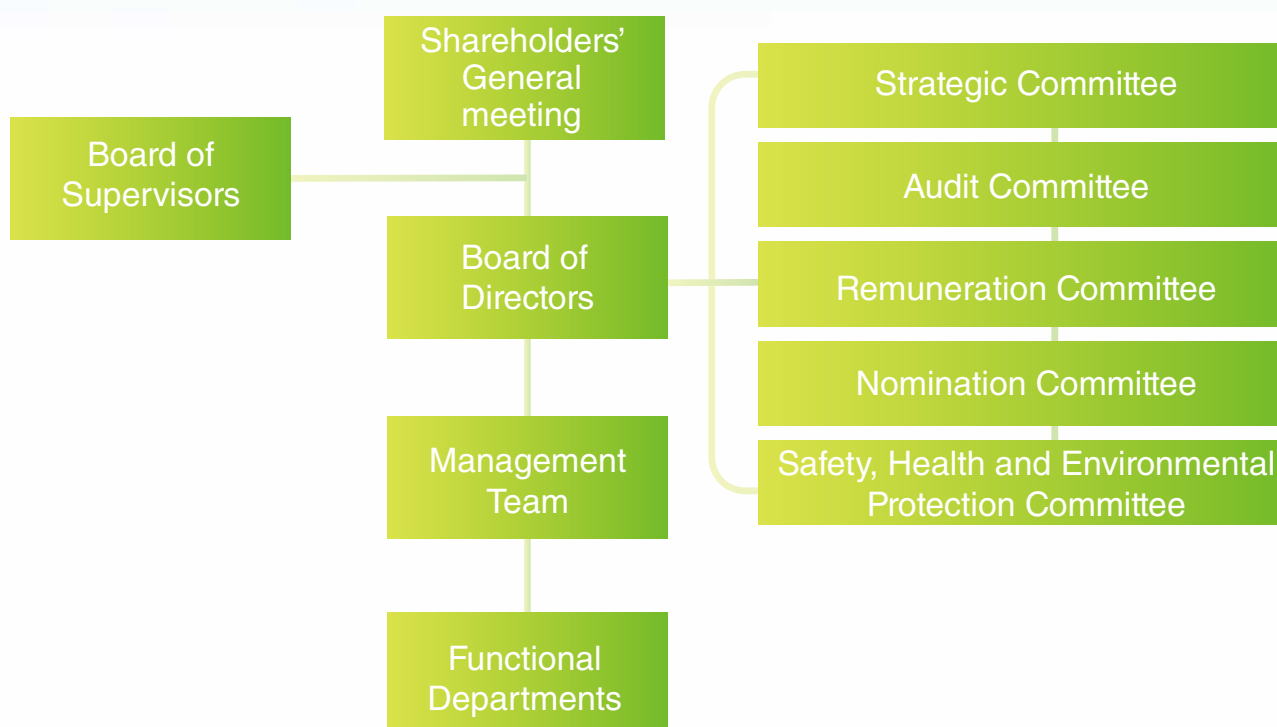 Shareholders’
General
meeting
Board of
Supervisors
Board of
Directors
Management
Team
Functional
Departments
Strategic Committee
Audit Committee
Remuneration Committee
Nomination Committee
Safety, Health and Environmental
Protection Committee